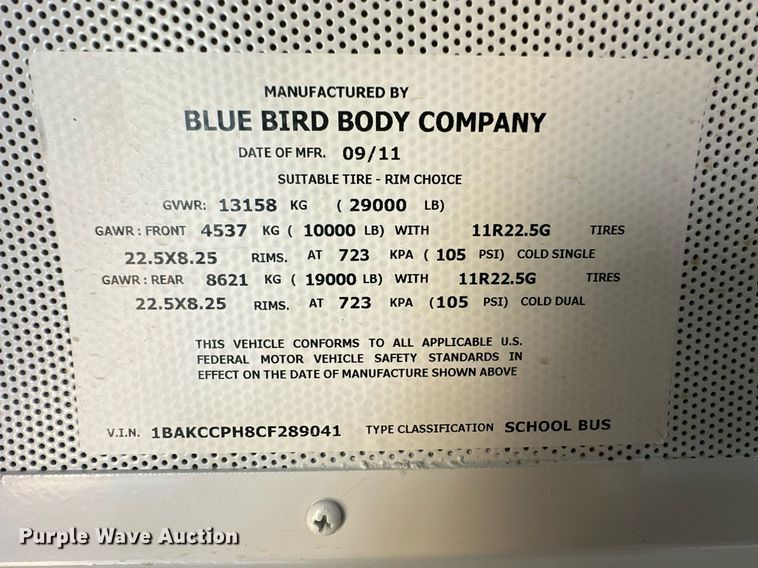 MANUFACTURED BY
BLUE BIRD BODY COMPANY
DATE OF MFR. 09/11
SUITABLE TIRE - RIM CHOICE
GVWR: 13158 KG ( 29000 LB)
GAWR : FRONT 4537 KG ( 10000 LB) WITH 11R22.5G TIRES
22.5X8.25 RIMS. AT 723 KPA ( 105 PSI) COLD SINGLE
GAWR : REAR 8621 KG ( 19000 LB) WITH 11R22.5G TIRES
22.5X8.25 RIMS. AT 723 KPA (105 PSI) COLD DUAL
THIS VEHICLE CONFORMS TO ALL APPLICABLE U.S.
FEDERAL MOTOR VEHICLE SAFETY STANDARDS IN
EFFECT ON THE DATE OF MANUFACTURE SHOWN ABOVE
V.I.N. 1BAKCCPH8CF289041 TYPE CLASSIFICATION SCHOOL BUS
Purple Wave Auction